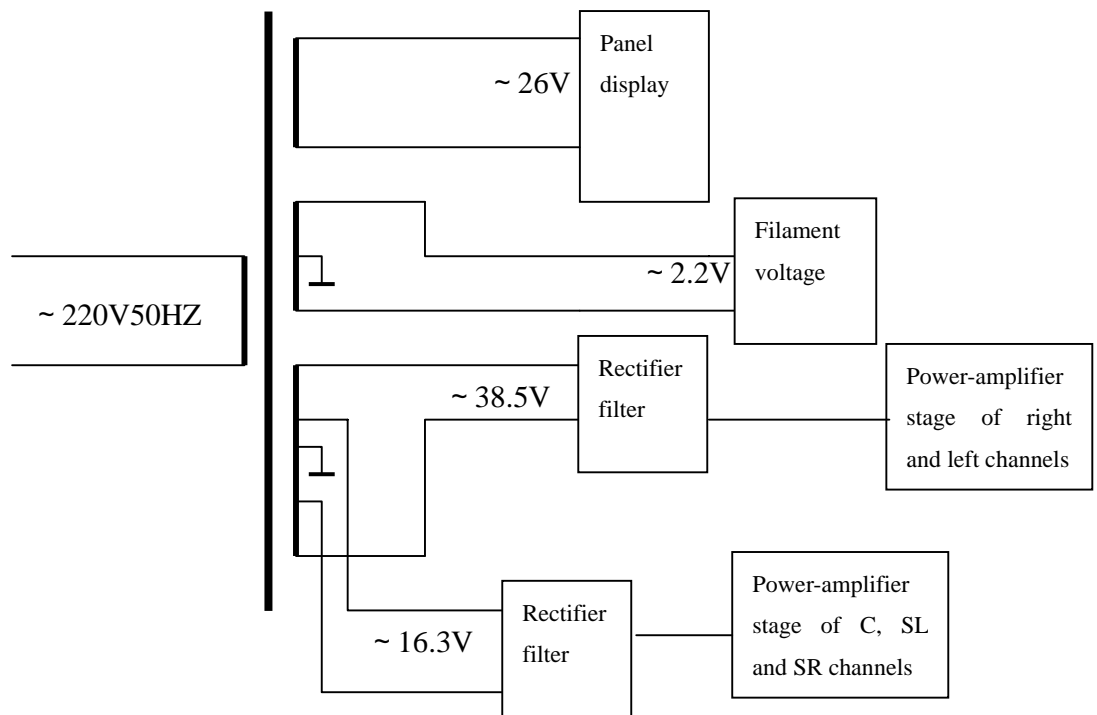 Panel
display
~ 26V
Filament
voltage
~ 2.2V
~ 220V50HZ
Rectifier
filter
~ 38.5V
Power-amplifier
stage of right
and left channels
Rectifier
filter
~ 16.3V
Power-amplifier
stage of C, SL
and SR channels